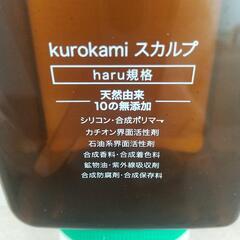 kurokami スカルプ
haru規格
天然由来
10の無添加
シリコン・合成ポリマー
カチオン界面活性剤
石油系界面活性剤
合成香料・合成着色料
鉱物油・紫外線吸収剤
合成防腐剤・合成保存料